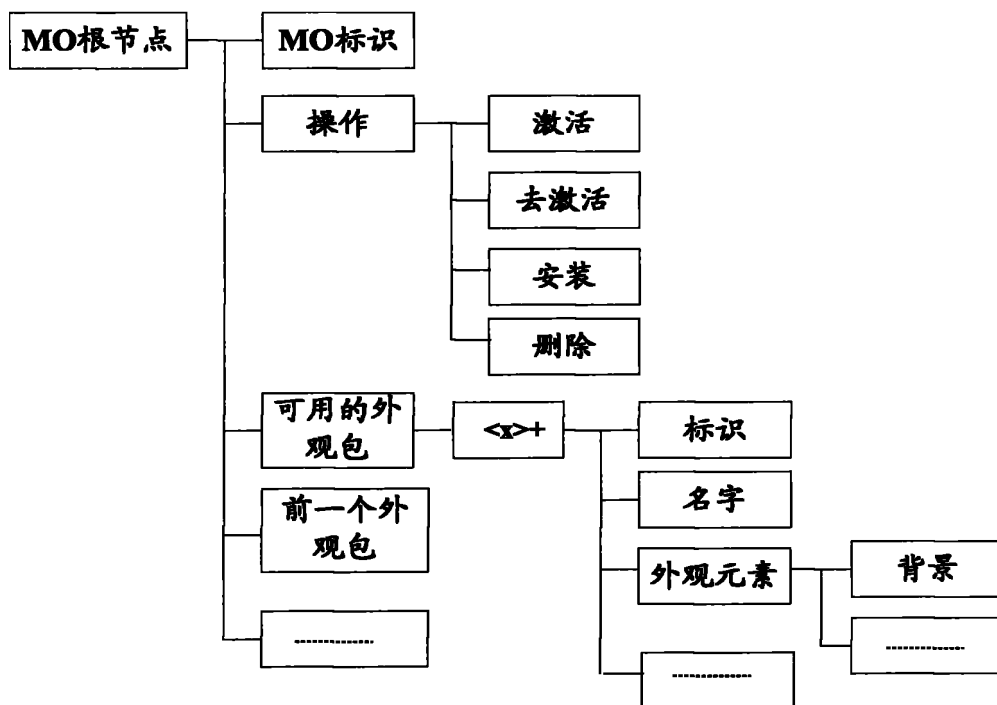 MO根节点
MO标识
操作
激活
去激活
安装
删除
可用的外
观包
<x>+
标识
名字
前一个外
观包
外观元素
背景